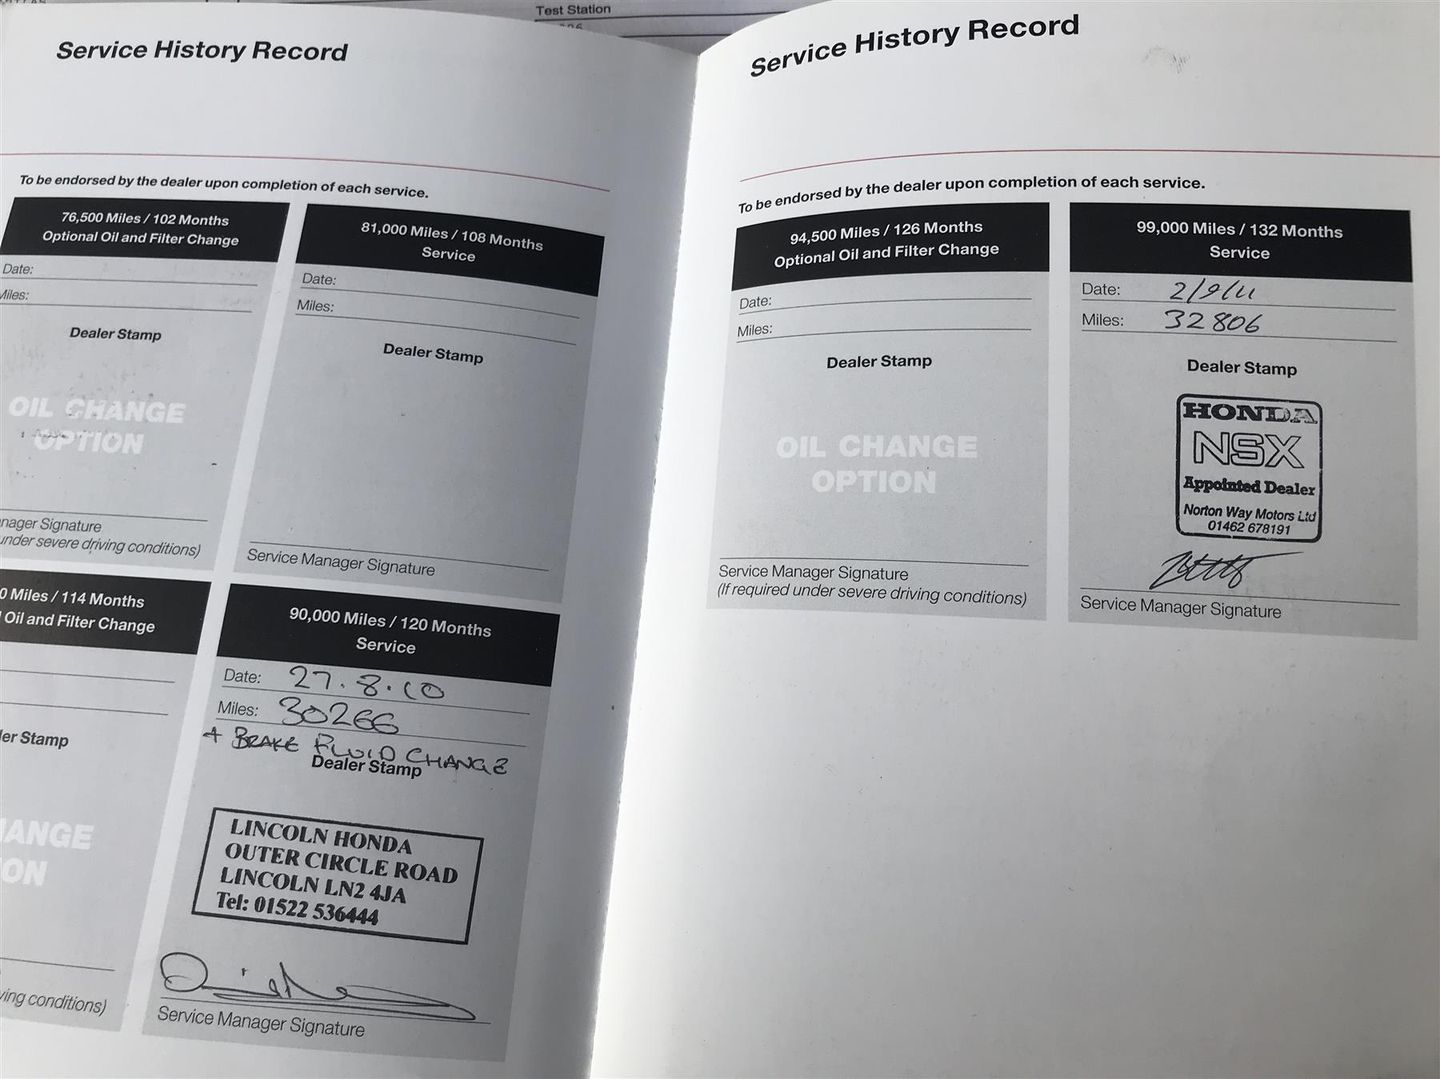 Test Station
Service History Record
To be endorsed by the dealer upon completion of each service.
76,500 Miles / 102 Months
Optional Oil and Filter Change
Date:
Miles:
Dealer Stamp
OIL CHANGE
OPTION
nager Signature
under severe driving conditions)
81,000 Miles / 108 Months
Service
Date:
Miles:
Dealer Stamp
Service Manager Signature
0 Miles / 114 Months
Oil and Filter Change
er Stamp
ANGE
ON
ving conditions)
90,000 Miles / 120 Months
Service
Date: 27.8.10
Miles: 30266
+ BRAKE FLUID CHANGE
Dealer Stamp
LINCOLN HONDA
OUTER CIRCLE ROAD
LINCOLN LN2 4JA
Tel: 01522 536444
Service Manager Signature
Service History Record
To be endorsed by the dealer upon completion of each service.
94,500 Miles / 126 Months
Optional Oil and Filter Change
Date:
Miles:
Dealer Stamp
OIL CHANGE
OPTION
Service Manager Signature
(If required under severe driving conditions)
99,000 Miles / 132 Months
Service
Date: 2/9/11
Miles: 32806
Dealer Stamp
HONDA
NSX
Appointed Dealer
Norton Way Motors Ltd
01462 678191
Service Manager Signature